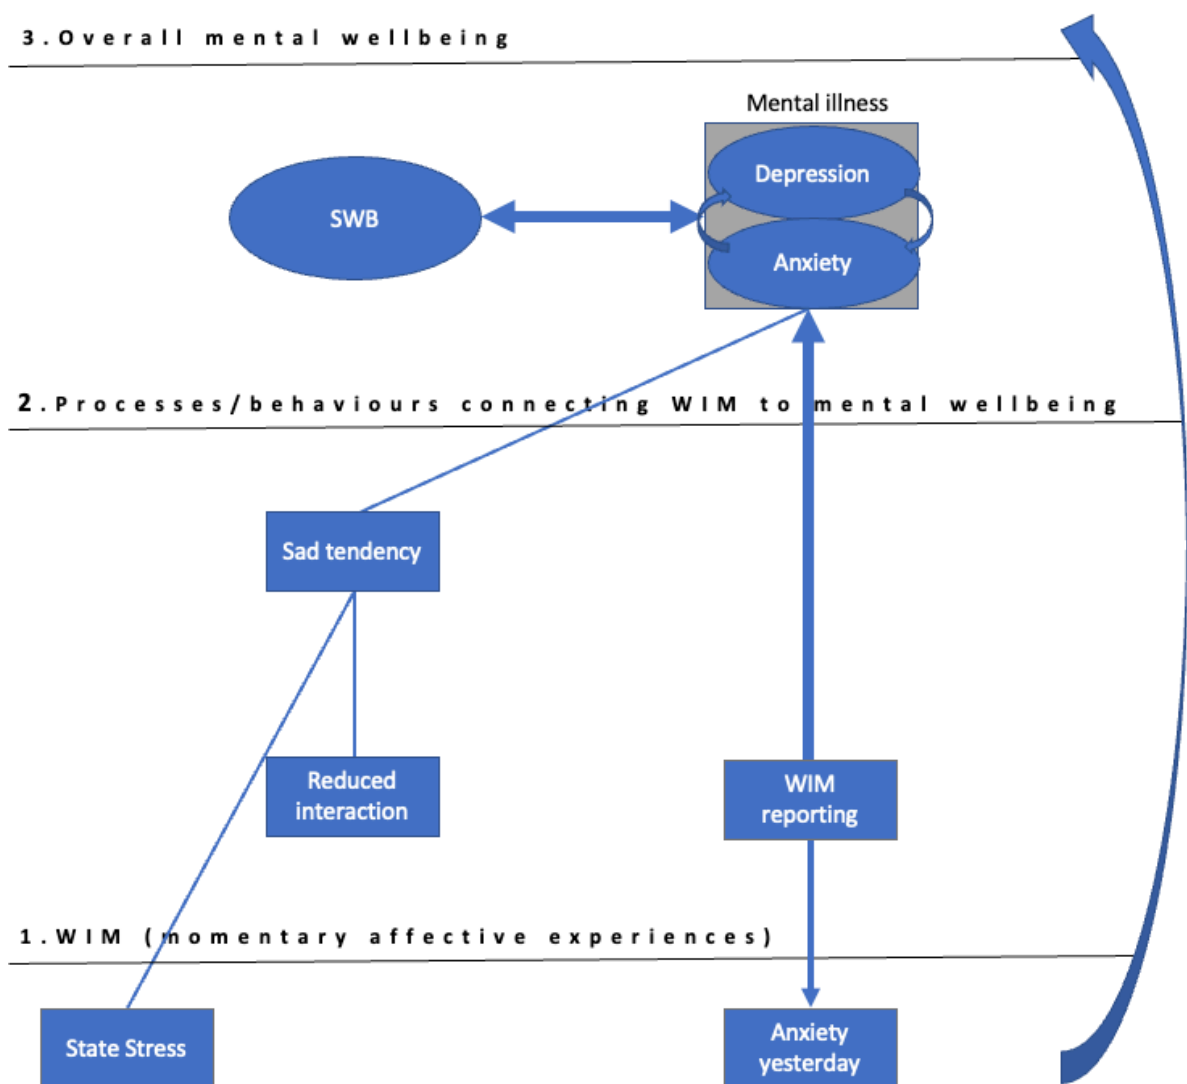 3.Overall mental wellbeing
Mental illness
Depression
SWB
Anxiety
2.Processes/behaviours connecting WIM to mental wellbeing
Sad tendency
Reduced
interaction
WIM
reporting
1.WIM (momentary affective experiences)
State Stress
Anxiety
yesterday